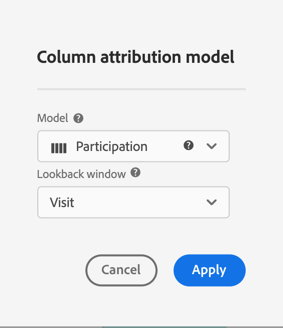 Column attribution model
Model
Participation
Lookback window
Visit
Cancel Apply